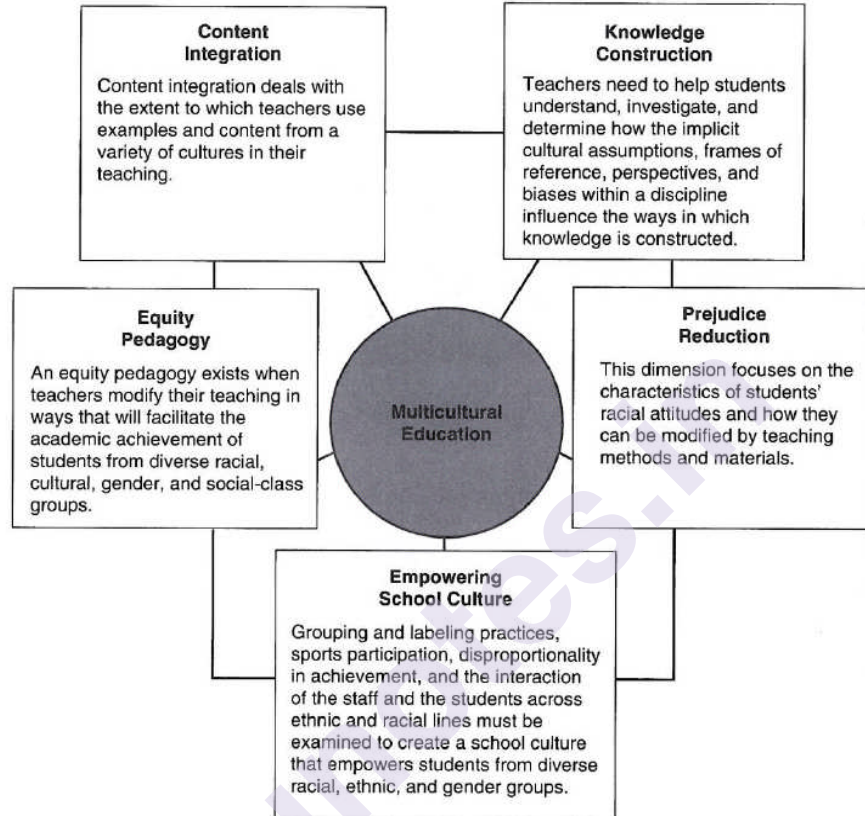 Content
Integration
Content integration deals with
the extent to which teachers use
examples and content from a
variety of cultures in their
teaching.
Knowledge
Construction
Teachers need to help students
understand, investigate, and
determine how the implicit
cultural assumptions, frames of
reference, perspectives, and
biases within a discipline
influence the ways in which
knowledge is constructed.
Equity
Pedagogy
An equity pedagogy exists when
teachers modify their teaching in
ways that will facilitate the
academic achievement of
students from diverse racial,
cultural, gender, and social-class
groups.
Multicultural
Education
Prejudice
Reduction
This dimension focuses on the
characteristics of students'
racial attitudes and how they
can be modified by teaching
methods and materials.
Empowering
School Culture
Grouping and labeling practices,
sports participation, disproportionality
in achievement, and the interaction
of the staff and the students across
ethnic and racial lines must be
examined to create a school culture
that empowers students from diverse
racial, ethnic, and gender groups.
notes.in